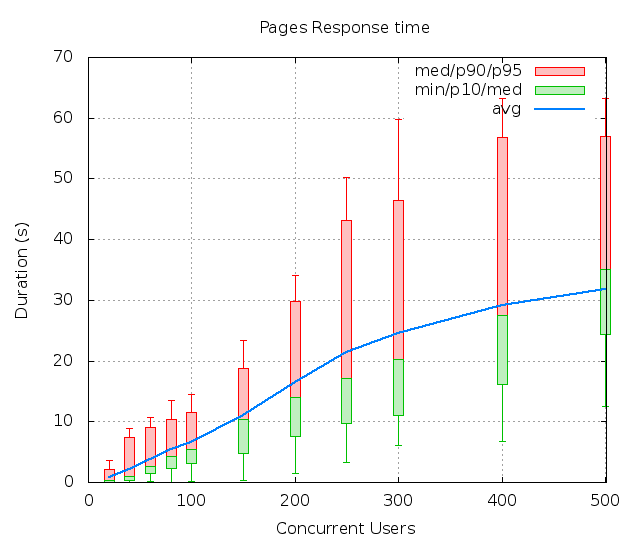 Pages Response time
70
60
50
40
30
20
10
0
Duration (s)
med/p90/p95
min/p10/med
avg
0 100 200 300 400 500
Concurrent Users